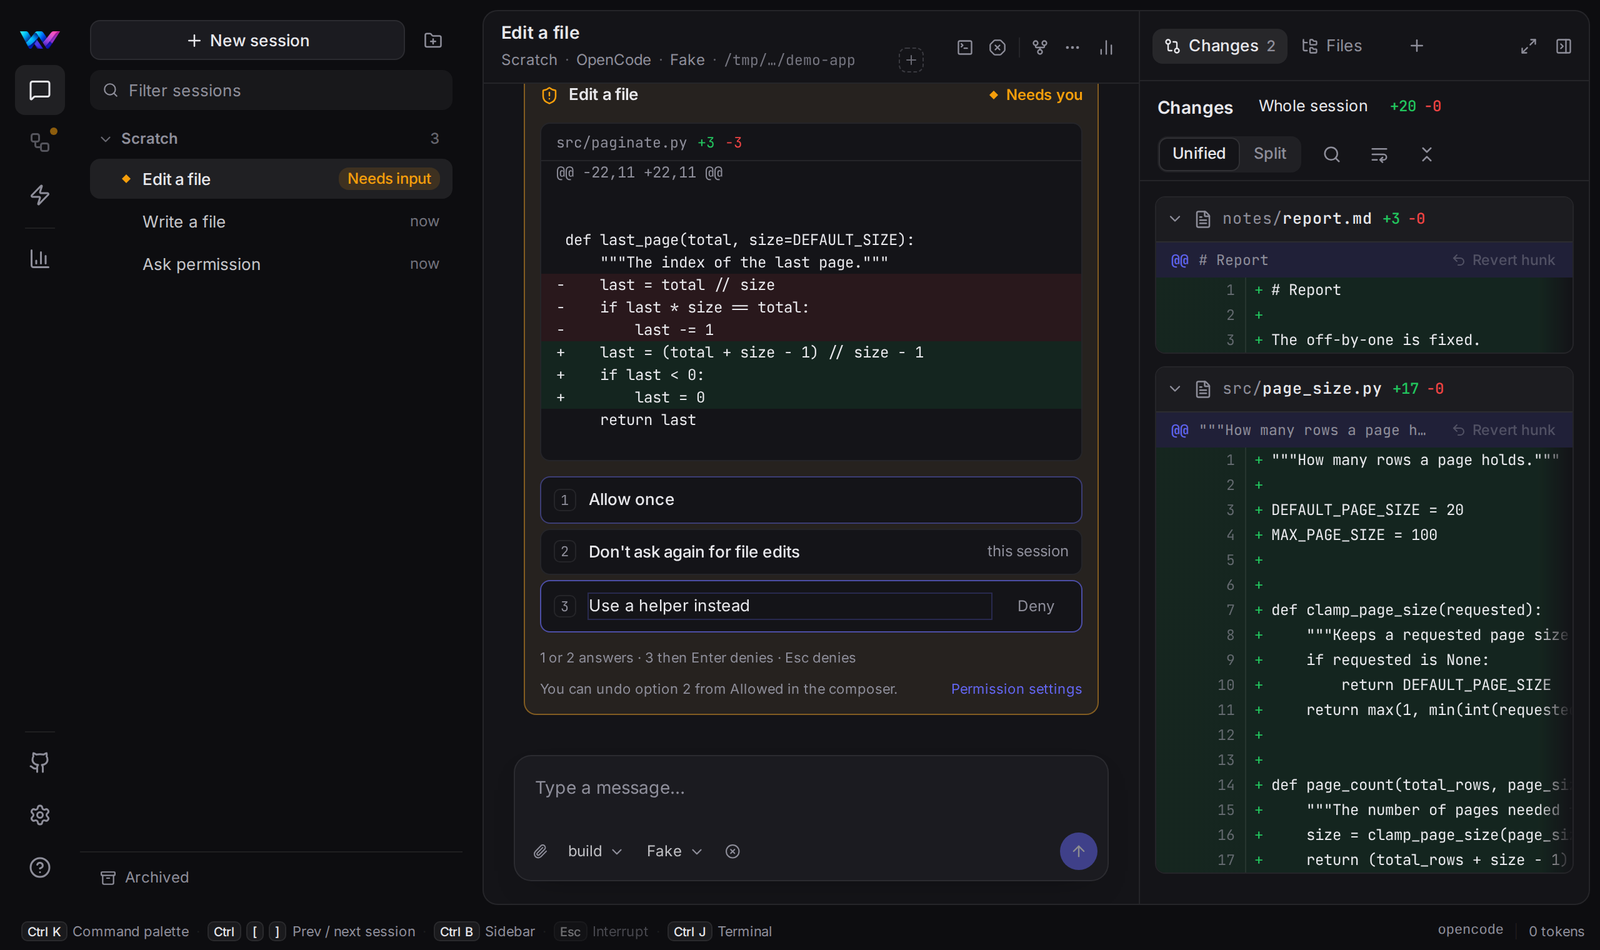 New session
Filter sessions
Scratch 3
Edit a file Needs input
Write a file now
Ask permission now
Archived
Edit a file
Scratch · OpenCode · Fake · /tmp/…/demo-app
Edit a file Needs you
src/paginate.py +3 -3
@@ -22,11 +22,11 @@
def last_page(total, size=DEFAULT_SIZE):
"""The index of the last page."""
- last = total // size
- if last * size == total:
- last -= 1
+ last = (total + size - 1) // size - 1
+ if last < 0:
+ last = 0
return last
1 Allow once
2 Don't ask again for file edits this session
3 Use a helper instead Deny
1 or 2 answers · 3 then Enter denies · Esc denies
You can undo option 2 from Allowed in the composer. Permission settings
Type a message...
build Fake
Changes 2 Files
Changes Whole session +20 -0
Unified Split
notes/report.md +3 -0
@@ # Report Revert hunk
1 + # Report
2 +
3 + The off-by-one is fixed.
src/page_size.py +17 -0
@@ """How many rows a page h… Revert hunk
1 + """How many rows a page holds."""
2 +
3 + DEFAULT_PAGE_SIZE = 20
4 + MAX_PAGE_SIZE = 100
5 +
6 +
7 + def clamp_page_size(requested):
8 + """Keeps a requested page size
9 + if requested is None:
10 + return DEFAULT_PAGE_SIZE
11 + return max(1, min(int(requeste
12 +
13 +
14 + def page_count(total_rows, page_si
15 + """The number of pages needed
16 + size = clamp_page_size(page_si
17 + return (total_rows + size - 1)
Ctrl K Command palette Ctrl [ ] Prev / next session Ctrl B Sidebar Esc Interrupt Ctrl J Terminal opencode 0 tokens